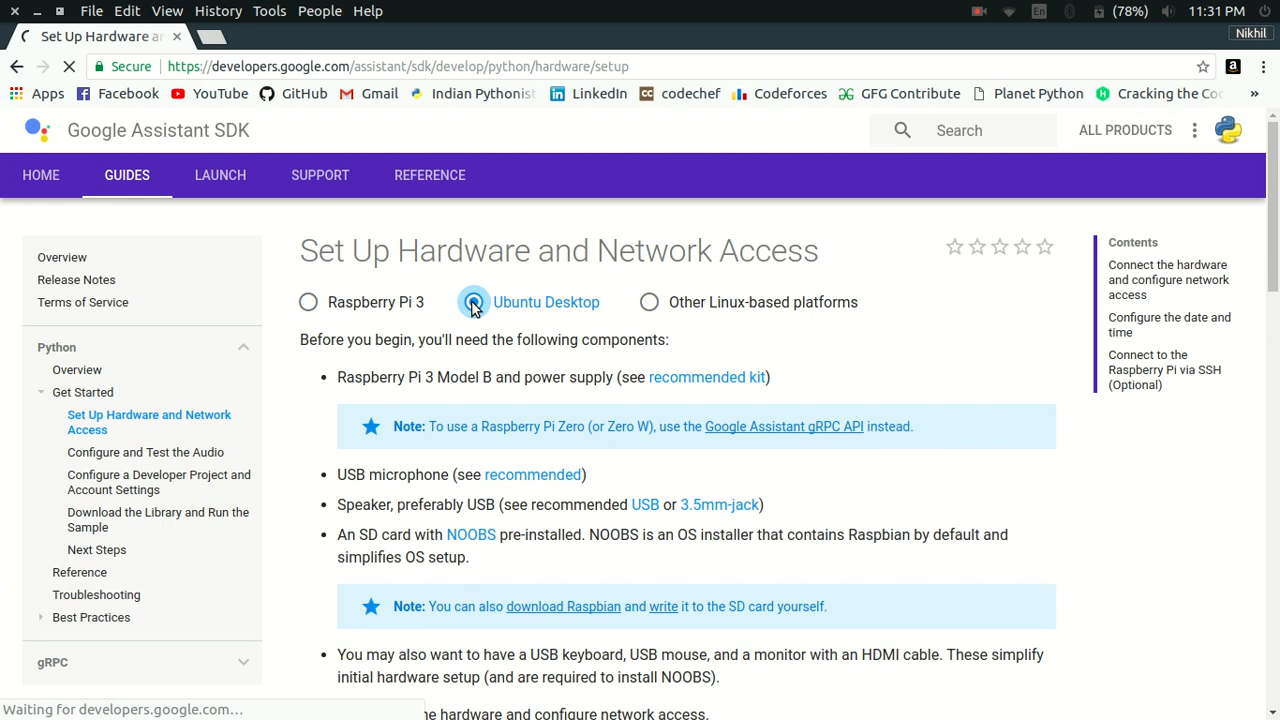 File Edit View History Tools People Help
En (78%) 11:31 PM
Set Up Hardware ar
Nikhil
Secure https://developers.google.com/assistant/sdk/develop/python/hardware/setup
Apps Facebook YouTube GitHub Gmail Indian Pythonist LinkedIn codechef Codeforces GFG Contribute Planet Python Cracking the Co »
Google Assistant SDK
Search
ALL PRODUCTS
HOME GUIDES LAUNCH SUPPORT REFERENCE
Overview
Release Notes
Terms of Service
Python
Overview
Get Started
Set Up Hardware and Network
Access
Configure and Test the Audio
Configure a Developer Project and
Account Settings
Download the Library and Run the
Sample
Next Steps
Reference
Troubleshooting
Best Practices
gRPC
Set Up Hardware and Network Access
Raspberry Pi 3 Ubuntu Desktop Other Linux-based platforms
Before you begin, you'll need the following components:
• Raspberry Pi 3 Model B and power supply (see recommended kit)
Note: To use a Raspberry Pi Zero (or Zero W), use the Google Assistant gRPC API instead.
• USB microphone (see recommended)
• Speaker, preferably USB (see recommended USB or 3.5mm-jack)
• An SD card with NOOBS pre-installed. NOOBS is an OS installer that contains Raspbian by default and
simplifies OS setup.
Note: You can also download Raspbian and write it to the SD card yourself.
• You may also want to have a USB keyboard, USB mouse, and a monitor with an HDMI cable. These simplify
initial hardware setup (and are required to install NOOBS).
hardware and configure network access.
Contents
Connect the hardware
and configure network
access
Configure the date and
time
Connect to the
Raspberry Pi via SSH
(Optional)
Waiting for developers.google.com...